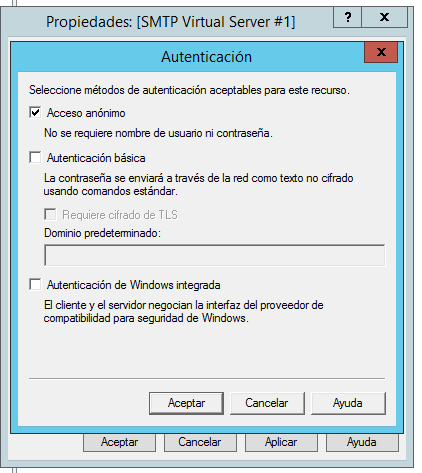 Propiedades: [SMTP Virtual Server #1]
? X
X
Autenticación
Seleccione métodos de autenticación aceptables para este recurso.
Acceso anónimo
No se requiere nombre de usuario ni contraseña.
Autenticación básica
La contraseña se enviará a través de la red como texto no cifrado
usando comandos estándar.
Requiere cifrado de TLS
Dominio predeterminado:
Autenticación de Windows integrada
El cliente y el servidor negocian la interfaz del proveedor de
compatibilidad para seguridad de Windows.
Aceptar Cancelar Ayuda
Aceptar Cancelar Aplicar Ayuda